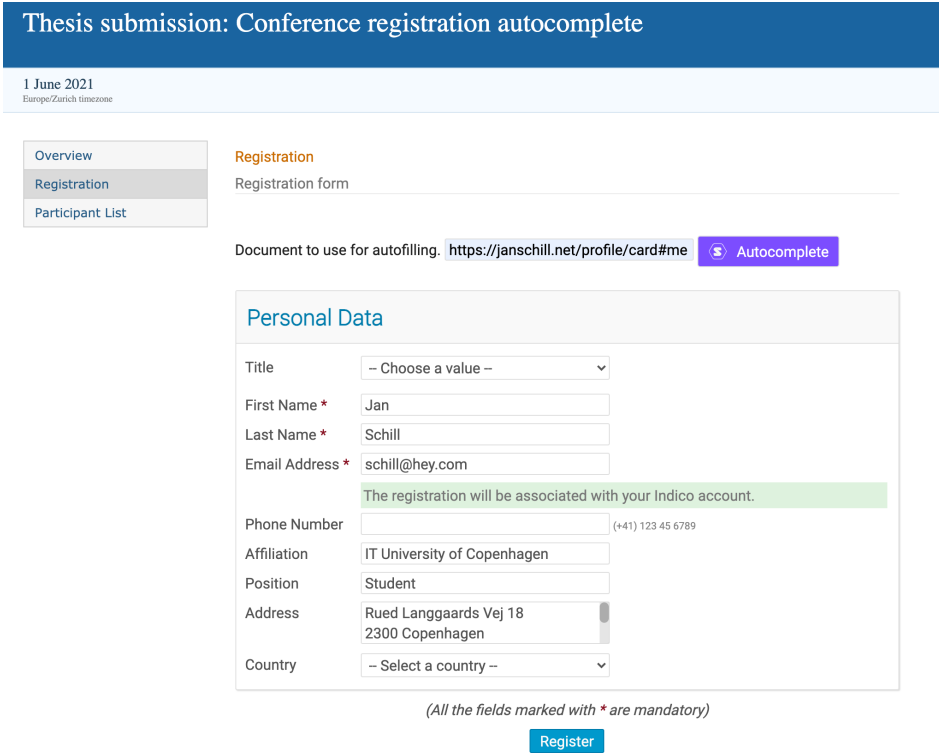 Thesis submission: Conference registration autocomplete
1 June 2021
Europe/Zurich timezone
Overview
Registration
Participant List
Registration
Registration form
Document to use for autofilling. https://janschill.net/profile/card#me Autocomplete
Personal Data
Title -- Choose a value --
First Name * Jan
Last Name * Schill
Email Address * schill@hey.com
The registration will be associated with your Indico account.
Phone Number (+41) 123 45 6789
Affiliation IT University of Copenhagen
Position Student
Address Rued Langgaards Vej 18
2300 Copenhagen
Country -- Select a country --
(All the fields marked with * are mandatory)
Register